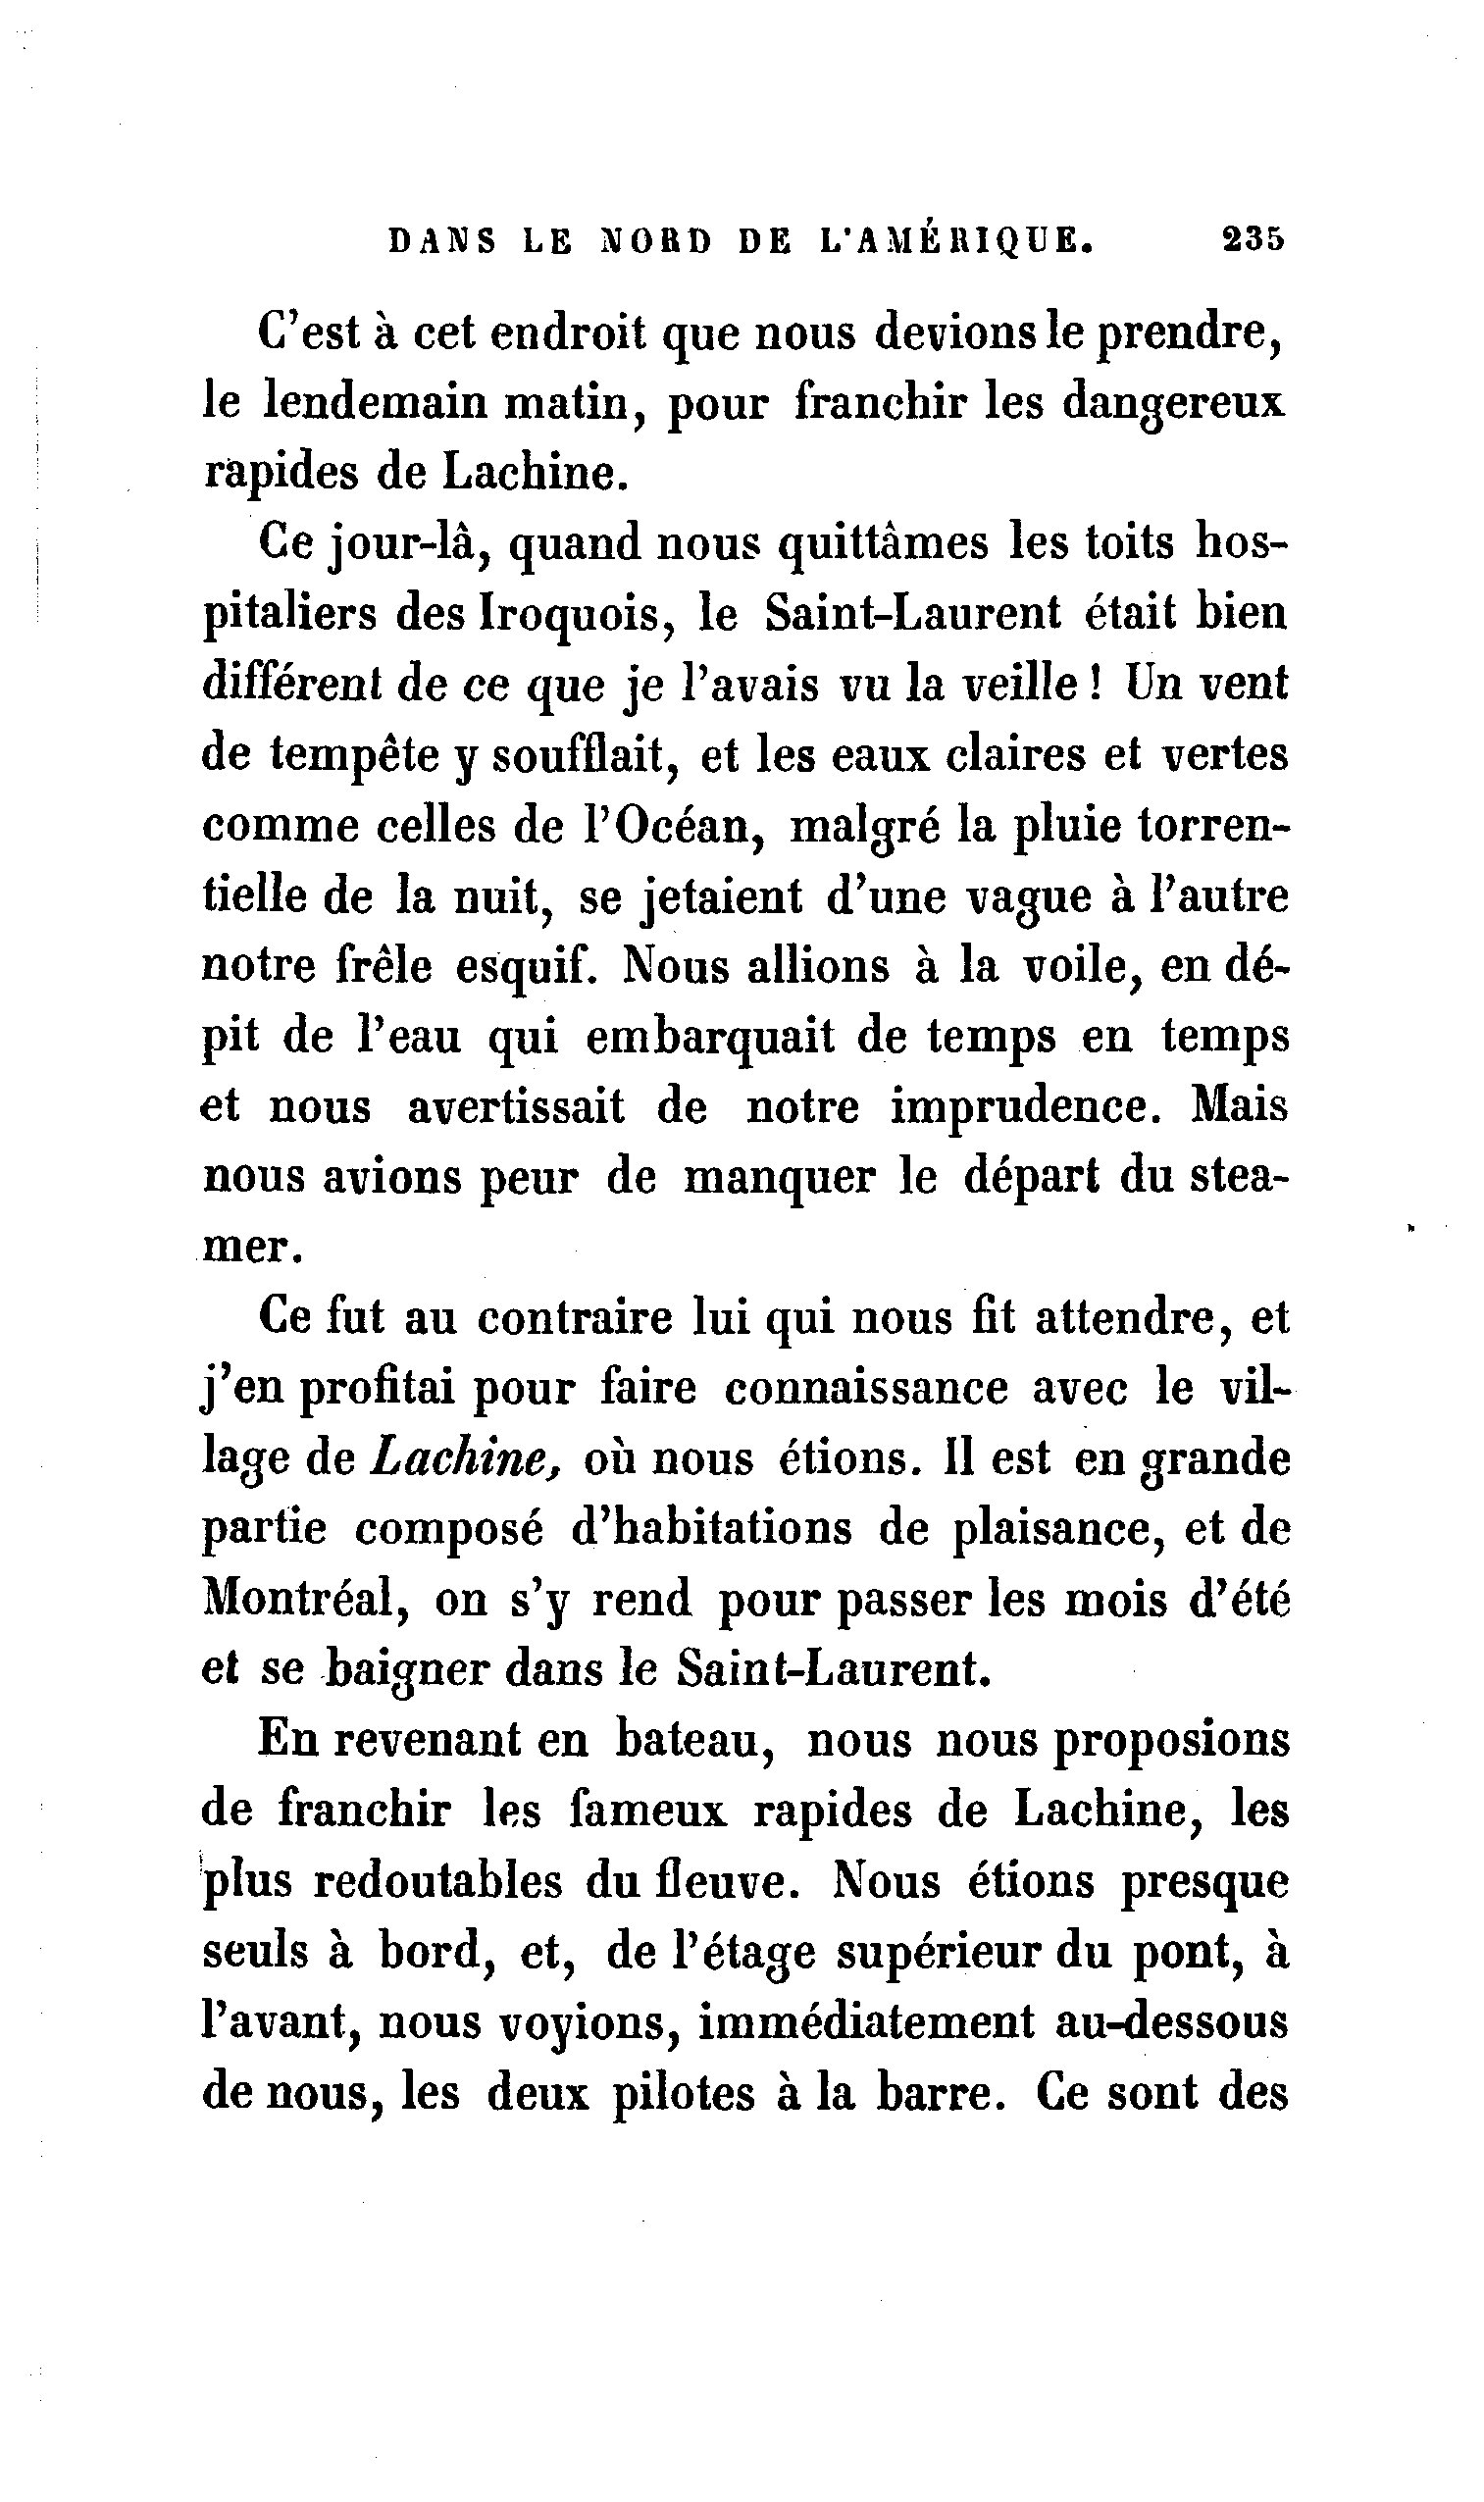 DANS LE NORD DE L'AMÉRIQUE. 235
C'est à cet endroit que nous devions le prendre,
le lendemain matin, pour franchir les dangereux
rapides de Lachine.
Ce jour-lâ, quand nous quittâmes les toits hos-
pitaliers des Iroquois, le Saint-Laurent était bien
différent de ce que je l'avais vu la veille ! Un vent
de tempête y soufflait, et les eaux claires et vertes
comme celles de l'Océan, malgré la pluie torren-
tielle de la nuit, se jetaient d'une vague à l'autre
notre frêle esquif. Nous allions à la voile, en dé-
pit de l'eau qui embarquait de temps en temps
et nous avertissait de notre imprudence. Mais
nous avions peur de manquer le départ du stea-
mer.
Ce fut au contraire lui qui nous fit attendre, et
j'en profitai pour faire connaissance avec le vil-
lage de Lachine, où nous étions. Il est en grande
partie composé d'habitations de plaisance, et de
Montréal, on s'y rend pour passer les mois d'été
et se baigner dans le Saint-Laurent.
En revenant en bateau, nous nous proposions
de franchir les fameux rapides de Lachine, les
plus redoutables du fleuve. Nous étions presque
seuls à bord, et, de l'étage supérieur du pont, à
l'avant, nous voyions, immédiatement au-dessous
de nous, les deux pilotes à la barre. Ce sont des